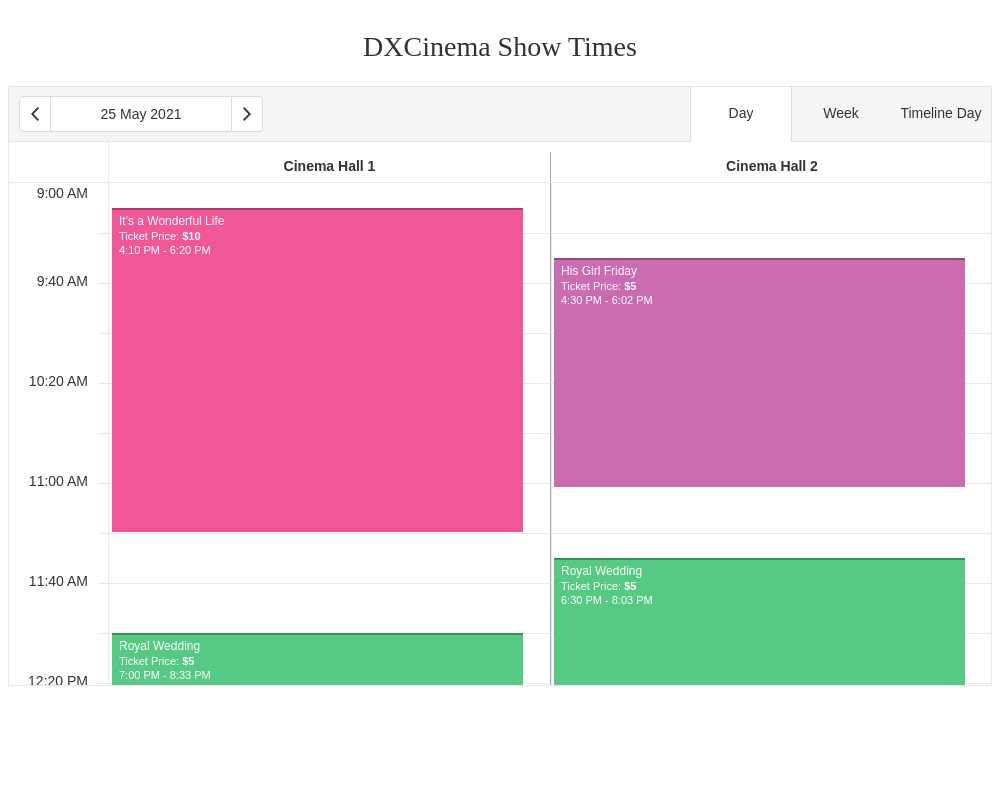 DXCinema Show Times
25 May 2021
Day
Week
Timeline Day
Cinema Hall 1
Cinema Hall 2
9:00 AM
9:40 AM
10:20 AM
11:00 AM
11:40 AM
12:20 PM
It's a Wonderful Life
Ticket Price: $10
4:10 PM - 6:20 PM
His Girl Friday
Ticket Price: $5
4:30 PM - 6:02 PM
Royal Wedding
Ticket Price: $5
6:30 PM - 8:03 PM
Royal Wedding
Ticket Price: $5
7:00 PM - 8:33 PM